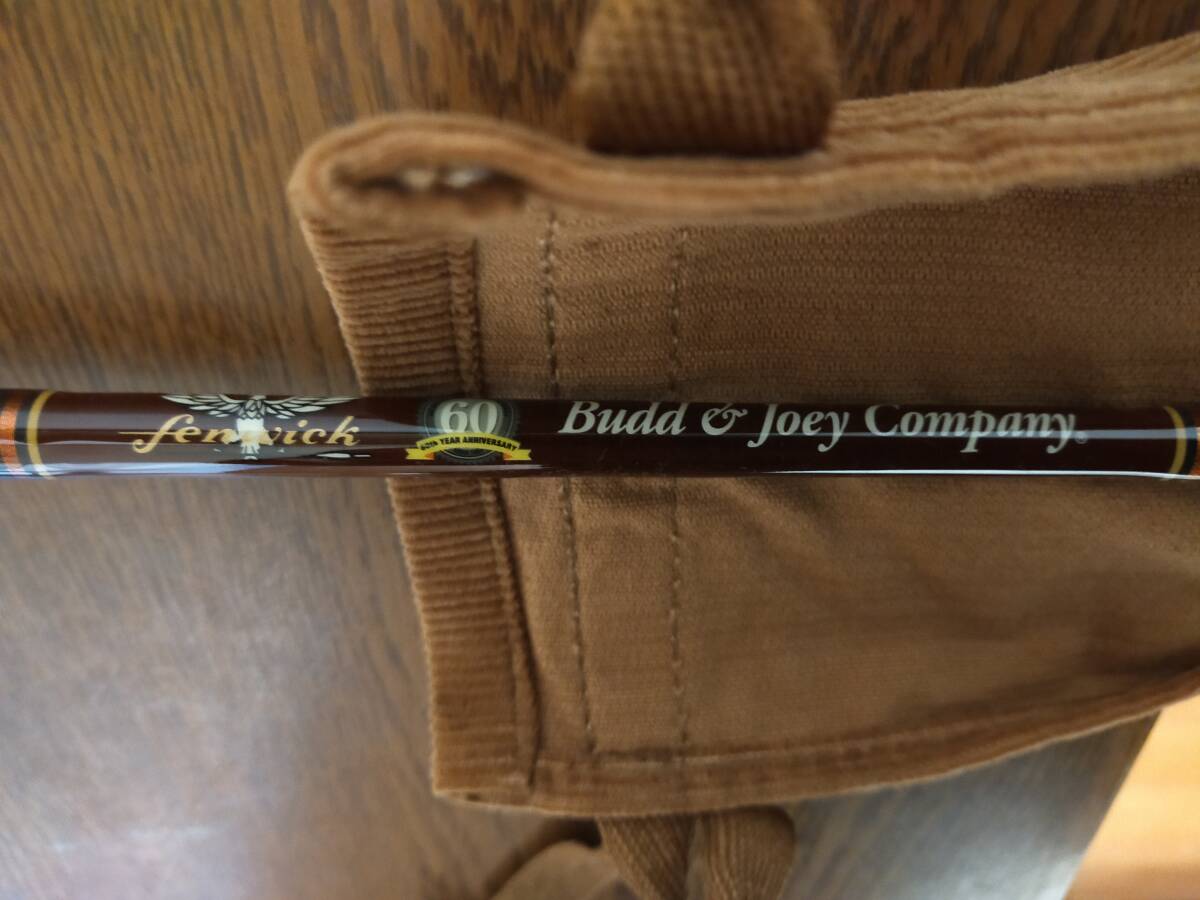 fenwick
60
60th YEAR ANNIVERSARY
Budd & Joey Company®